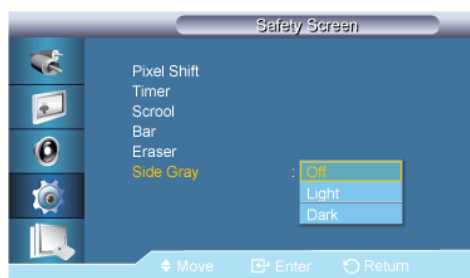 Safety Screen
Pixel Shift
Timer
Scrool
Bar
Eraser
Side Gray : Off
Light
Dark
Move Enter Return